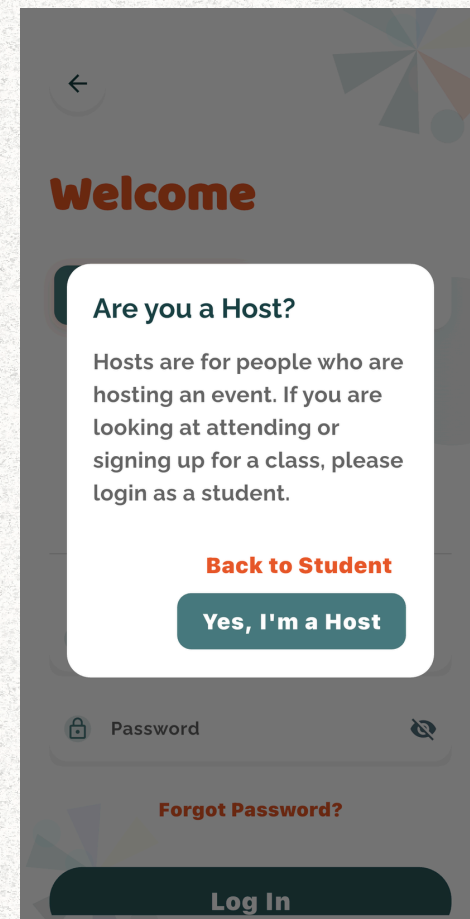 Welcome
Are you a Host?
Hosts are for people who are
hosting an event. If you are
looking at attending or
signing up for a class, please
login as a student.
Back to Student
Yes, I'm a Host
Password
Forgot Password?
Log In